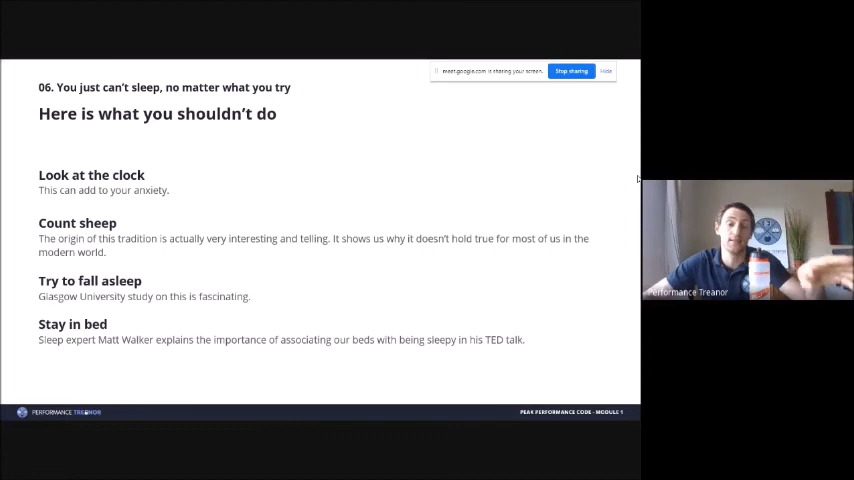 meet.google.com is sharing your screen.
Stop sharing
Hide
06. You just can't sleep, no matter what you try
Here is what you shouldn't do
Look at the clock
This can add to your anxiety.
Count sheep
The origin of this tradition is actually very interesting and telling. It shows us why it doesn't hold true for most of us in the
modern world.
Try to fall asleep
Glasgow University study on this is fascinating.
Stay in bed
Sleep expert Matt Walker explains the importance of associating our beds with being sleepy in his TED talk.
Performance Treanor
PERFORMANCE TREANOR
PEAK PERFORMANCE CODE - MODULE 1